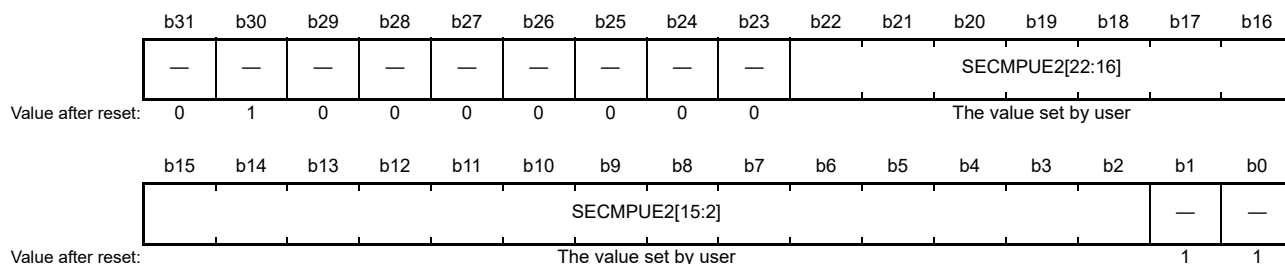 b31 b30 b29 b28 b27 b26 b25 b24 b23 b22 b21 b20 b19 b18 b17 b16
— — — — — — — — — SECMPUE2[22:16]
Value after reset: 0 1 0 0 0 0 0 0 0 The value set by user
b15 b14 b13 b12 b11 b10 b9 b8 b7 b6 b5 b4 b3 b2 b1 b0
SECMPUE2[15:2] — —
Value after reset: The value set by user 1 1